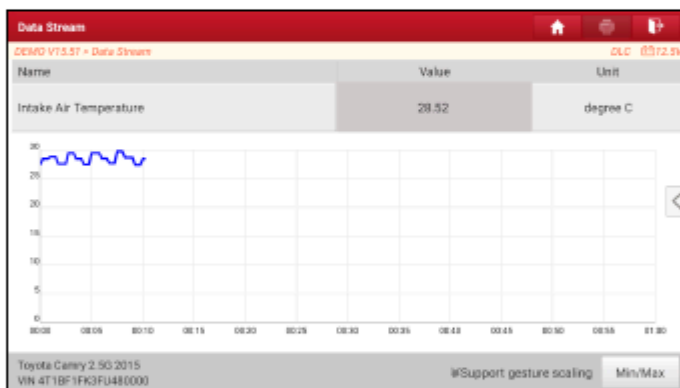 Data Stream
DEMO V15.51 > Data Stream DLC 12.5V
Name Value Unit
Intake Air Temperature 28.52 degree C
30
25
20
15
10
5
0
00:00 00:05 00:10 00:15 00:20 00:25 00:30 00:35 00:40 00:45 00:50 00:55 01:00
Toyota Camry 2.5G 2015
VIN 4T1BF1FK3FU480000
※Support gesture scaling Min/Max